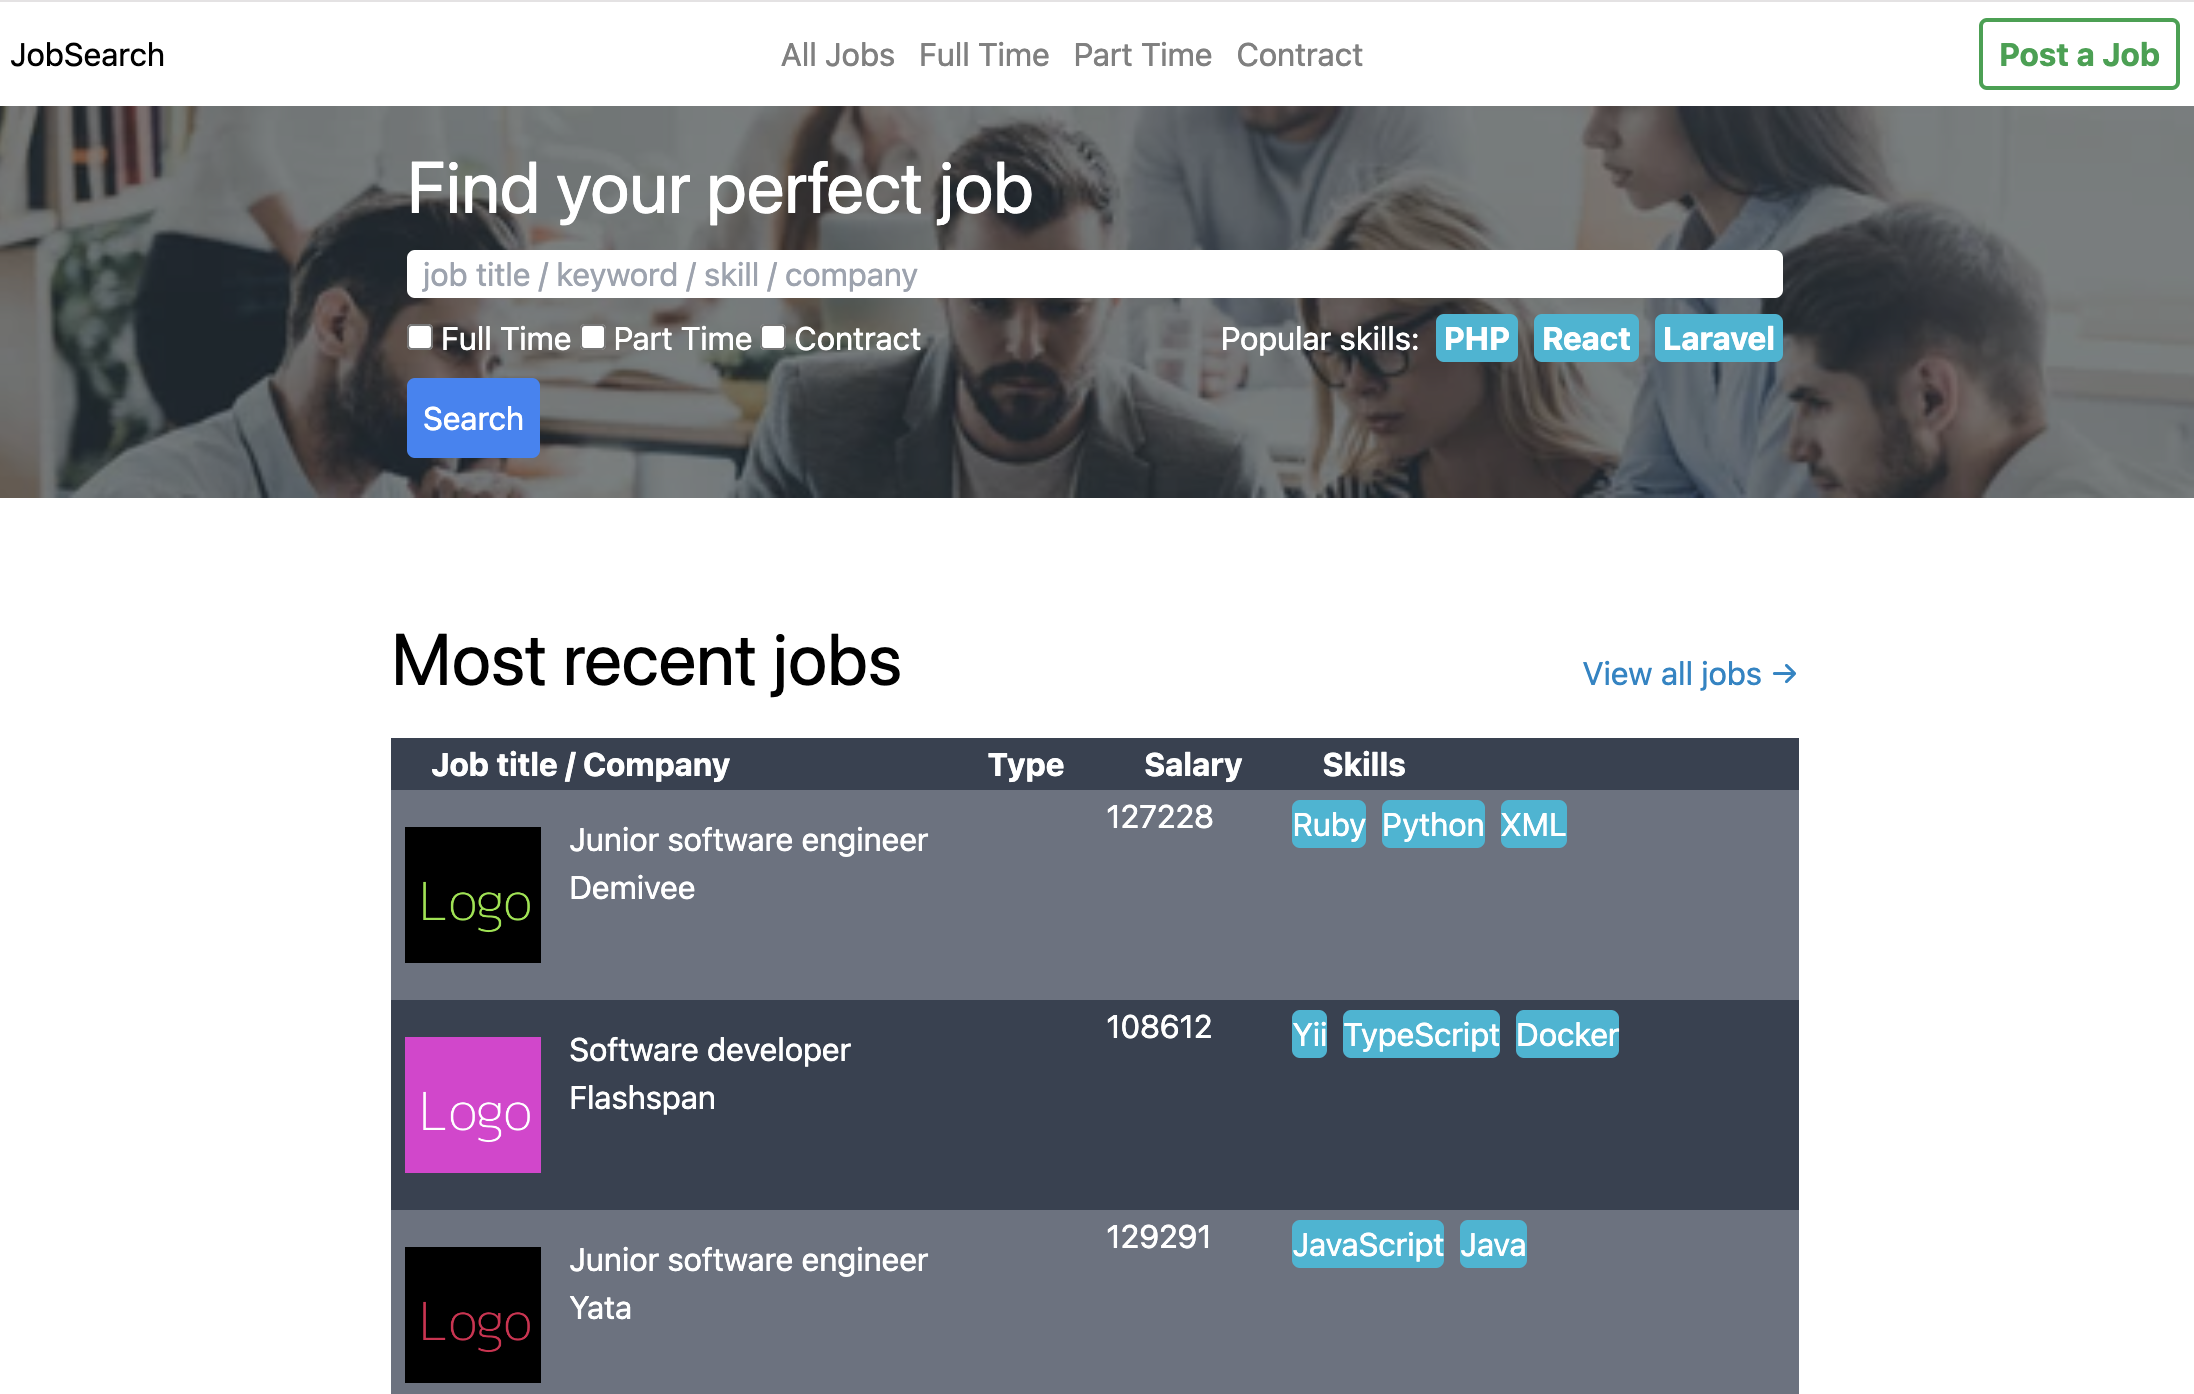 JobSearch All Jobs Full Time Part Time Contract Post a Job
Find your perfect job
job title / keyword / skill / company
Full Time Part Time Contract Popular skills: PHP React Laravel
Search
Most recent jobs
View all jobs →
Job title / Company Type Salary Skills
Logo
Junior software engineer
Demivee
127228
Ruby Python XML
Logo
Software developer
Flashspan
108612
Yii TypeScript Docker
Logo
Junior software engineer
Yata
129291
JavaScript Java